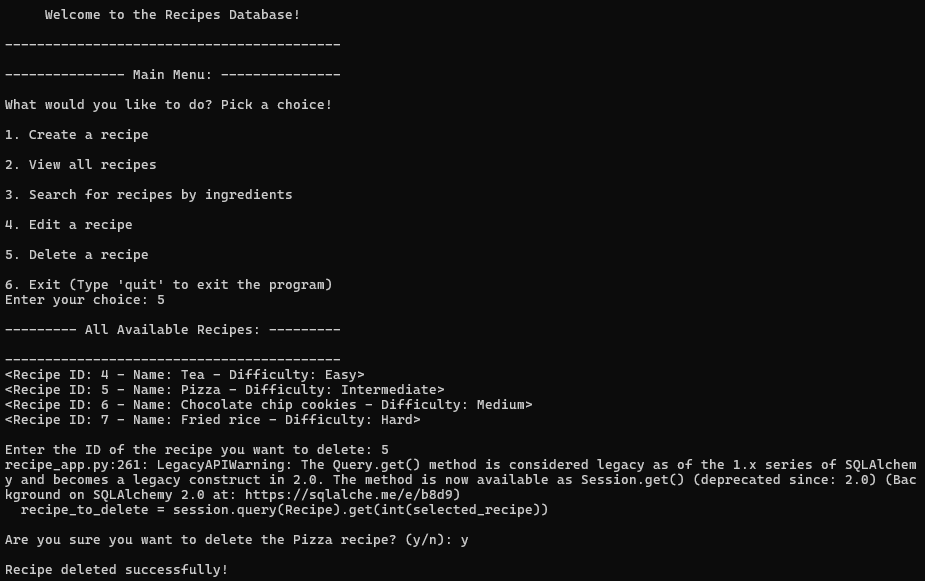 Welcome to the Recipes Database!
------------------------------------------
--------------- Main Menu: ---------------
What would you like to do? Pick a choice!
1. Create a recipe
2. View all recipes
3. Search for recipes by ingredients
4. Edit a recipe
5. Delete a recipe
6. Exit (Type 'quit' to exit the program)
Enter your choice: 5
--------- All Available Recipes: ---------
------------------------------------------
<Recipe ID: 4 - Name: Tea - Difficulty: Easy>
<Recipe ID: 5 - Name: Pizza - Difficulty: Intermediate>
<Recipe ID: 6 - Name: Chocolate chip cookies - Difficulty: Medium>
<Recipe ID: 7 - Name: Fried rice - Difficulty: Hard>
Enter the ID of the recipe you want to delete: 5
recipe_app.py:261: LegacyAPIWarning: The Query.get() method is considered legacy as of the 1.x series of SQLAlchem
y and becomes a legacy construct in 2.0. The method is now available as Session.get() (deprecated since: 2.0) (Bac
kground on SQLAlchemy 2.0 at: https://sqlalche.me/e/b8d9)
  recipe_to_delete = session.query(Recipe).get(int(selected_recipe))
Are you sure you want to delete the Pizza recipe? (y/n): y
Recipe deleted successfully!